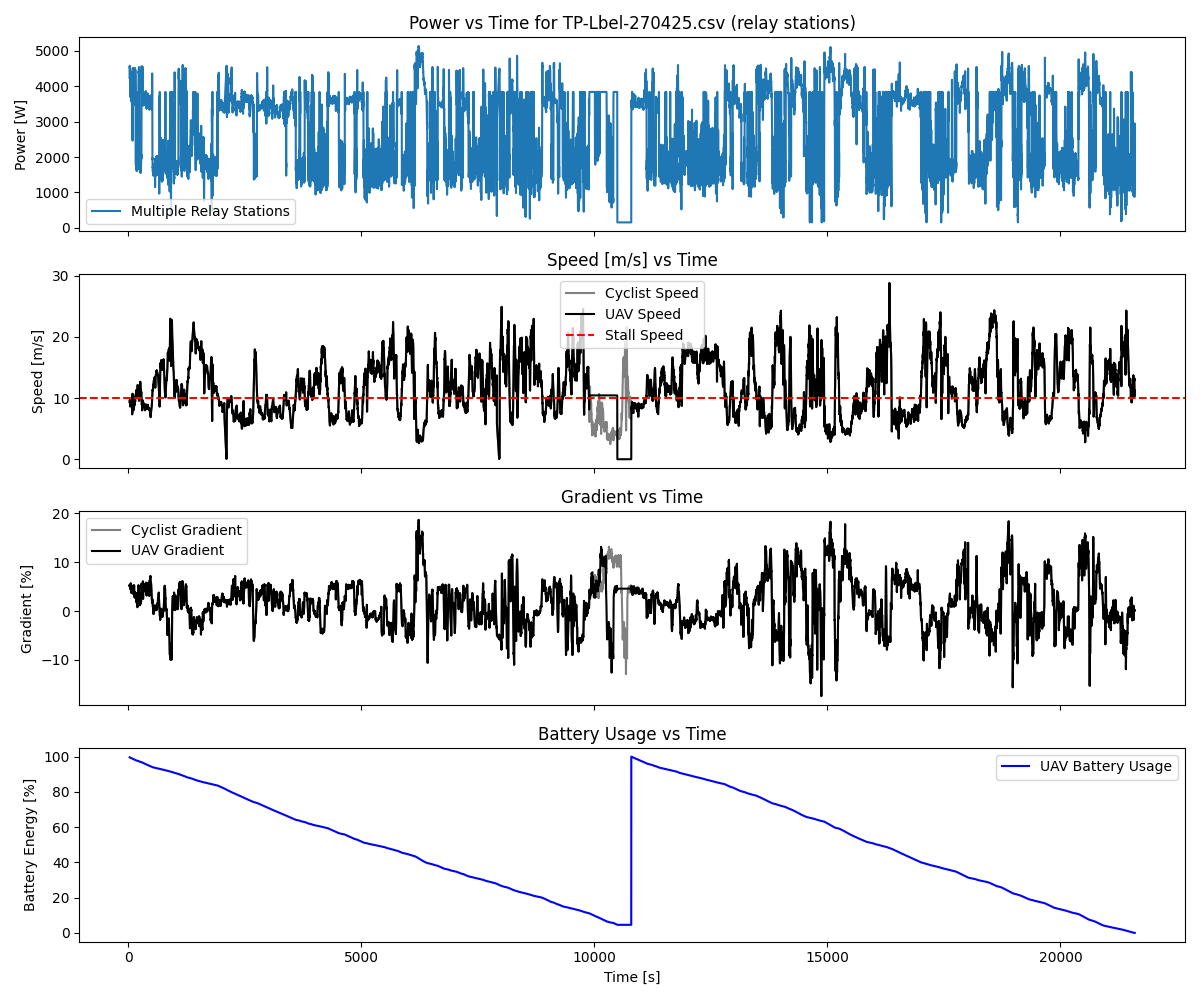 Power vs Time for TP-Lbel-270425.csv (relay stations)
Power [W]
5000
4000
3000
2000
1000
0
Multiple Relay Stations
Speed [m/s] vs Time
Speed [m/s]
30
20
10
0
Cyclist Speed
UAV Speed
Stall Speed
Gradient vs Time
Gradient [%]
20
10
0
−10
Cyclist Gradient
UAV Gradient
Battery Usage vs Time
Battery Energy [%]
100
80
60
40
20
0
UAV Battery Usage
0 5000 10000 15000 20000
Time [s]